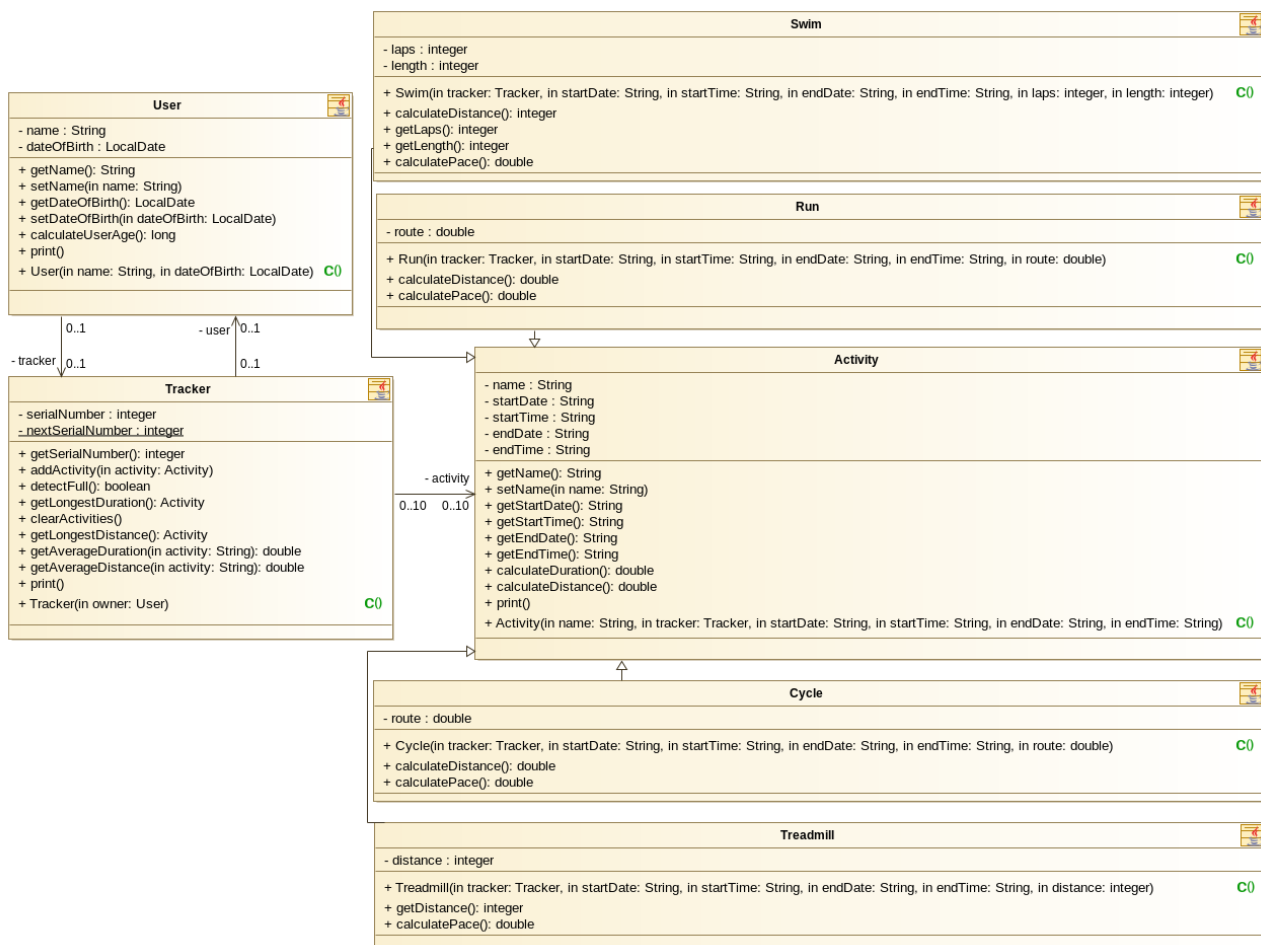 Swim
- laps : integer
- length : integer
+ Swim(in tracker: Tracker, in startDate: String, in startTime: String, in endDate: String, in endTime: String, in laps: integer, in length: integer) C()
+ calculateDistance(): integer
+ getLaps(): integer
+ getLength(): integer
+ calculatePace(): double
User
- name : String
- dateOfBirth : LocalDate
+ getName(): String
+ setName(in name: String)
+ getDateOfBirth(): LocalDate
+ setDateOfBirth(in dateOfBirth: LocalDate)
+ calculateUserAge(): long
+ print()
+ User(in name: String, in dateOfBirth: LocalDate) C()
Run
- route : double
+ Run(in tracker: Tracker, in startDate: String, in startTime: String, in endDate: String, in endTime: String, in route: double) C()
+ calculateDistance(): double
+ calculatePace(): double
0..1
- user 0..1
- tracker 0..1
0..1
Tracker
- serialNumber : integer
- nextSerialNumber : integer
+ getSerialNumber(): integer
+ addActivity(in activity: Activity)
+ detectFull(): boolean
+ getLongestDuration(): Activity
+ clearActivities()
+ getLongestDistance(): Activity
+ getAverageDuration(in activity: String): double
+ getAverageDistance(in activity: String): double
+ print()
+ Tracker(in owner: User) C()
- activity
0..10 0..10
Activity
- name : String
- startDate : String
- startTime : String
- endDate : String
- endTime : String
+ getName(): String
+ setName(in name: String)
+ getStartDate(): String
+ getStartTime(): String
+ getEndDate(): String
+ getEndTime(): String
+ calculateDuration(): double
+ calculateDistance(): double
+ print()
+ Activity(in name: String, in tracker: Tracker, in startDate: String, in startTime: String, in endDate: String, in endTime: String) C()
Cycle
- route : double
+ Cycle(in tracker: Tracker, in startDate: String, in startTime: String, in endDate: String, in endTime: String, in route: double) C()
+ calculateDistance(): double
+ calculatePace(): double
Treadmill
- distance : integer
+ Treadmill(in tracker: Tracker, in startDate: String, in startTime: String, in endDate: String, in endTime: String, in distance: integer) C()
+ getDistance(): integer
+ calculatePace(): double